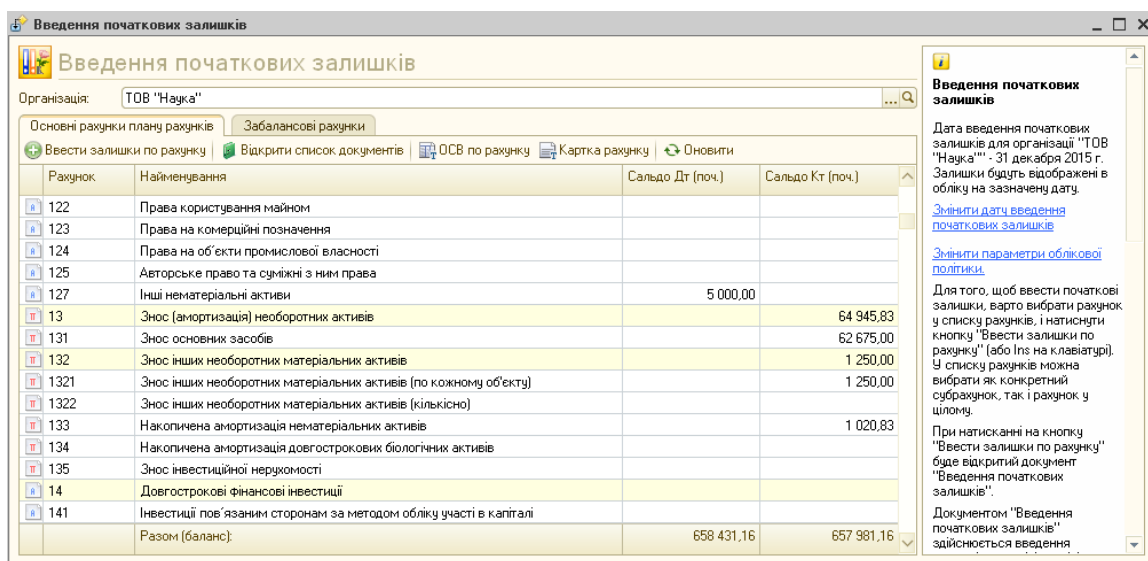 Введення початкових залишків
Введення початкових залишків
Організація: ТОВ "Наука" ...
Основні рахунки плану рахунків Забалансові рахунки
Ввести залишки по рахунку Відкрити список документів ОСВ по рахунку Картка рахунку Оновити
Рахунок Найменування Сальдо Дт (поч.) Сальдо Кт (поч.)
122 Права користування майном
123 Права на комерційні позначення
124 Права на об´єкти промислової власності
125 Авторське право та суміжні з ним права
127 Інші нематеріальні активи 5 000,00
13 Знос (амортизація) необоротних активів 64 945,83
131 Знос основних засобів 62 675,00
132 Знос інших необоротних матеріальних активів 1 250,00
1321 Знос інших необоротних матеріальних активів (по кожному об'єкту) 1 250,00
1322 Знос інших необоротних матеріальних активів (кількісно)
133 Накопичена амортизація нематеріальних активів 1 020,83
134 Накопичена амортизація довгострокових біологічних активів
135 Знос інвестиційної нерухомості
14 Довгострокові фінансові інвестиції
141 Інвестиції пов´язаним сторонам за методом обліку участі в капіталі
Разом (баланс): 658 431,16 657 981,16
Введення початкових
залишків
Дата введення початкових
залишків для організації "ТОВ
"Наука"" - 31 декабря 2015 г.
Залишки будуть відображені в
обліку на зазначену дату.
Змінити дату введення
початкових залишків
Змінити параметри облікової
політики.
Для того, щоб ввести початкові
залишки, варто вибрати рахунок
у списку рахунків, і натиснути
кнопку "Ввести залишки по
рахунку" (або Ins на клавіатурі).
У списку рахунків можна
вибрати як конкретний
субрахунок, так і рахунок у
цілому.
При натисканні на кнопку
"Ввести залишки по рахунку"
буде відкритий документ
"Введення початкових
залишків".
Документом "Введення
початкових залишків"
здійснюється введення